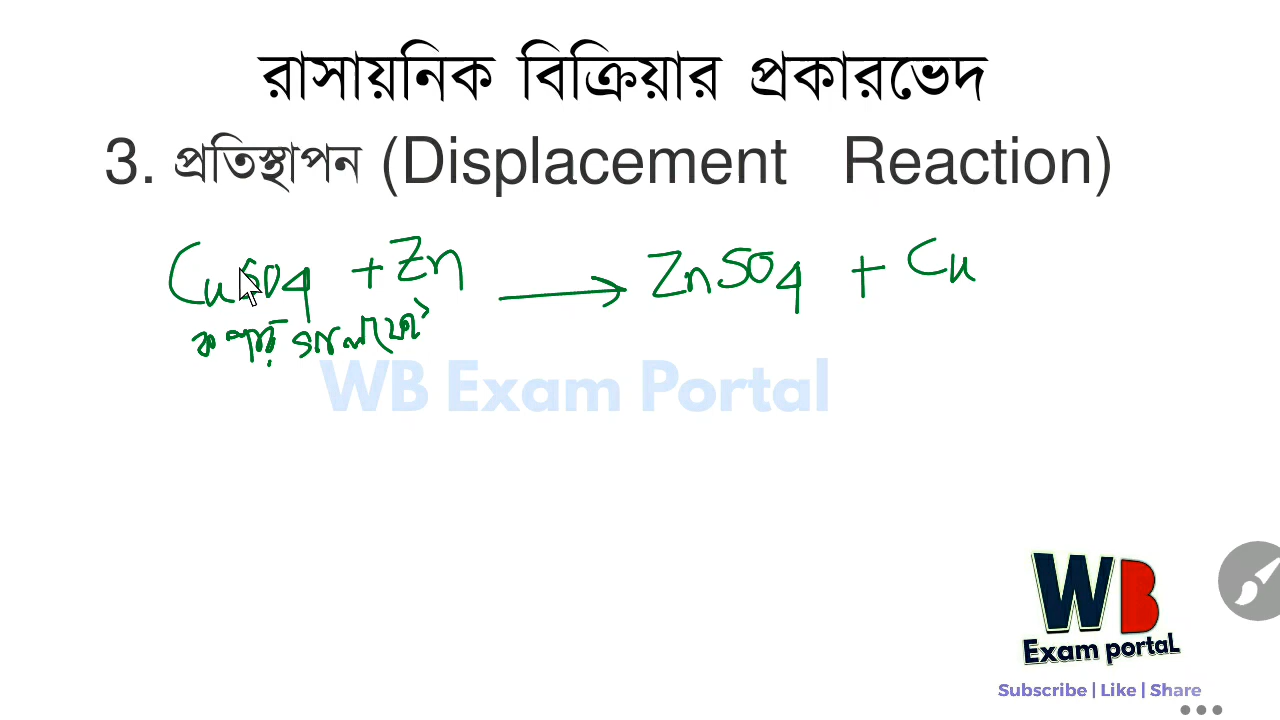 রাসায়নিক বিক্রিয়ার প্রকারভেদ
3. প্রতিস্থাপন (Displacement Reaction)
CuSO4 + Zn ⟶ ZnSO4 + Cu
কপার
WB Exam Portal
WB
Exam portal
Subscribe | Like | Share